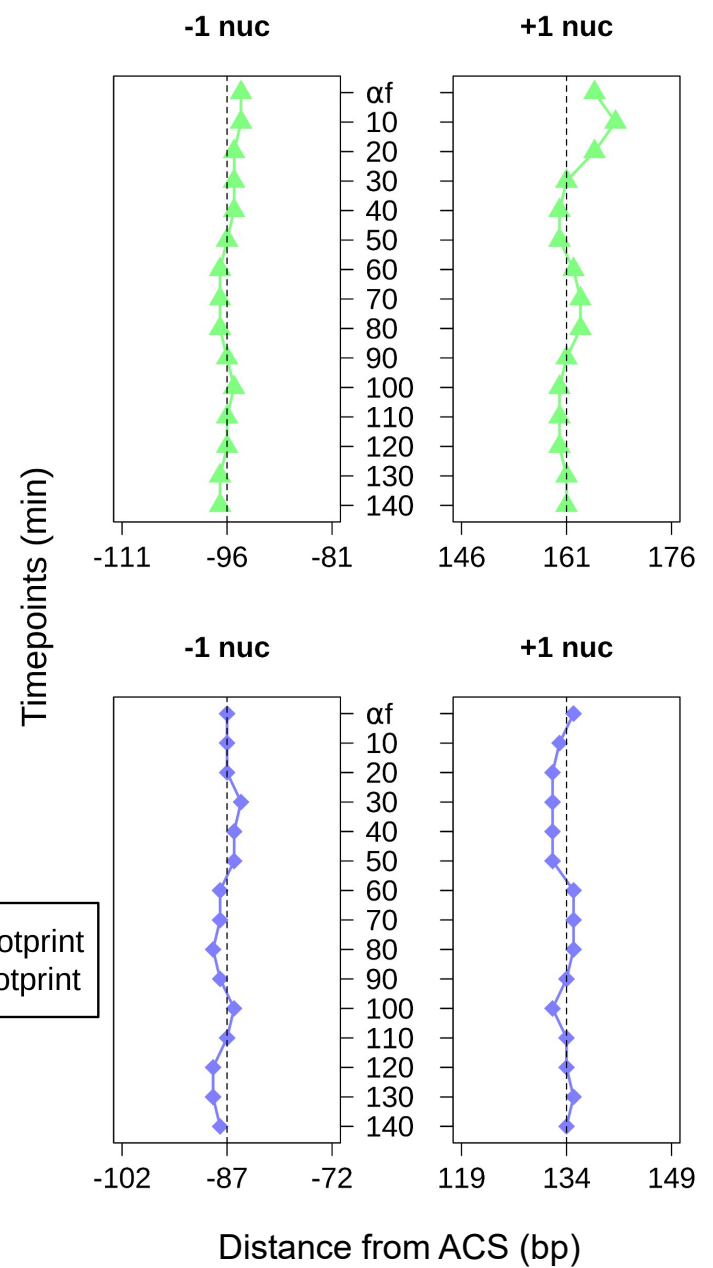 -1 nuc
+1 nuc
αf
10
20
30
40
50
60
70
80
90
100
110
120
130
140
-111 -96 -81
146 161 176
Timepoints (min)
-1 nuc
+1 nuc
αf
10
20
30
40
50
60
70
80
90
100
110
120
130
140
otprint
otprint
-102 -87 -72
119 134 149
Distance from ACS (bp)